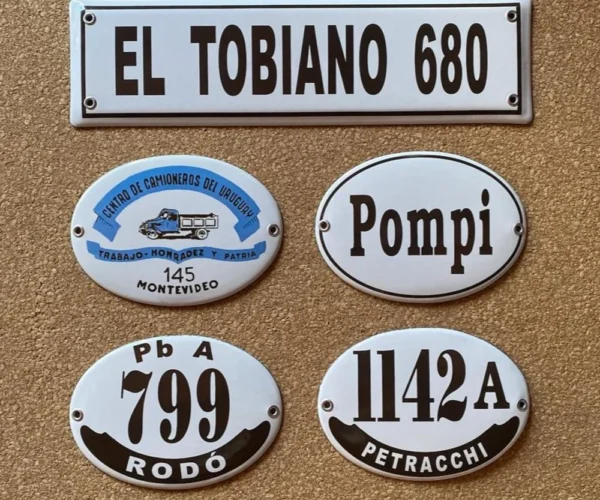 EL TOBIANO 680
CENTRO DE CAMIONEROS DEL URUGUAY
TRABAJO - HONRADEZ Y PATRIA
145
MONTEVIDEO
Pompi
Pb A
799
RODÓ
1142 A
PETRACCHI